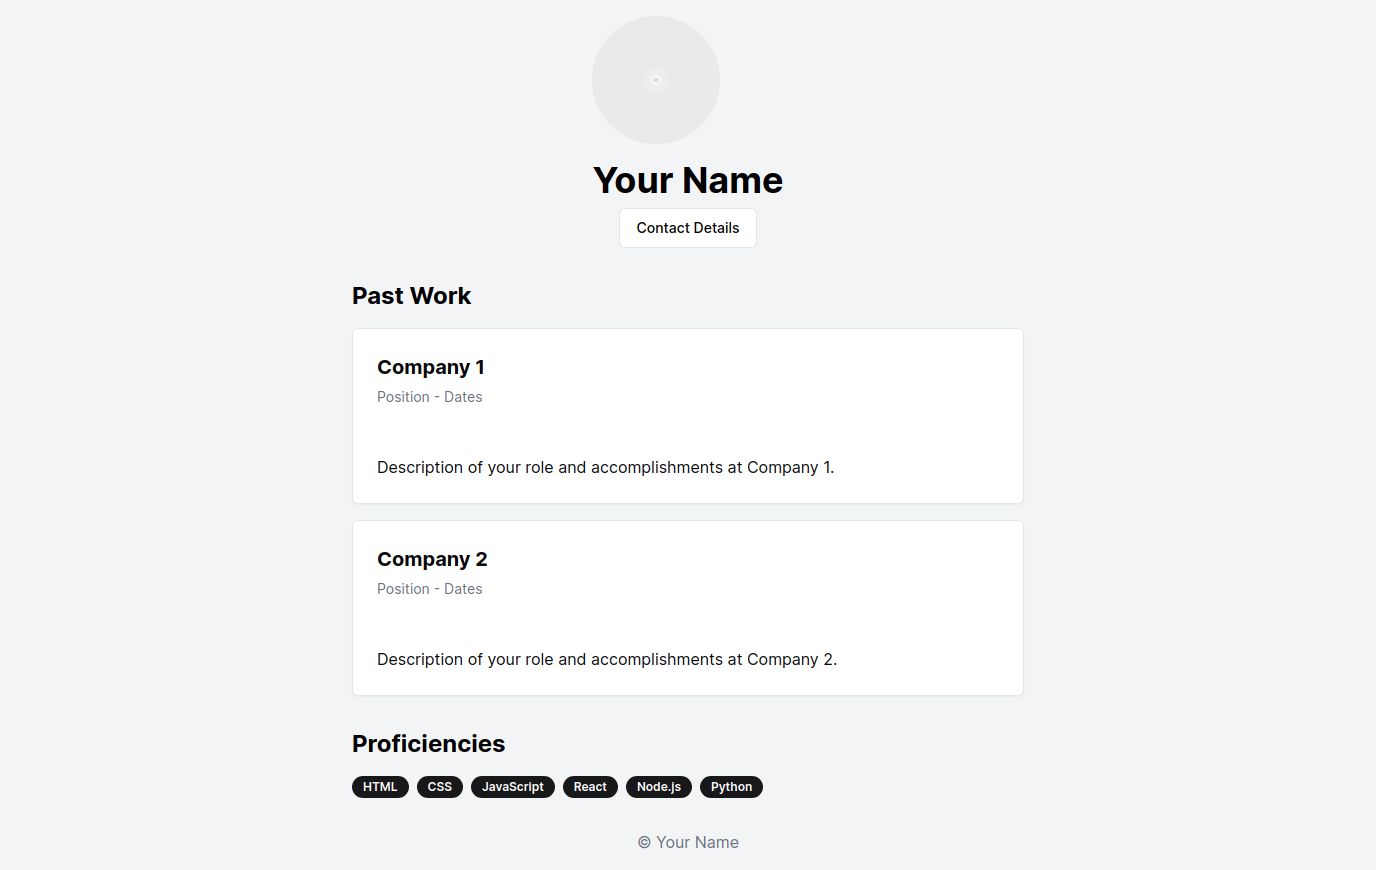 Your Name
Contact Details
Past Work
Company 1
Position - Dates
Description of your role and accomplishments at Company 1.
Company 2
Position - Dates
Description of your role and accomplishments at Company 2.
Proficiencies
HTML CSS JavaScript React Node.js Python
© Your Name